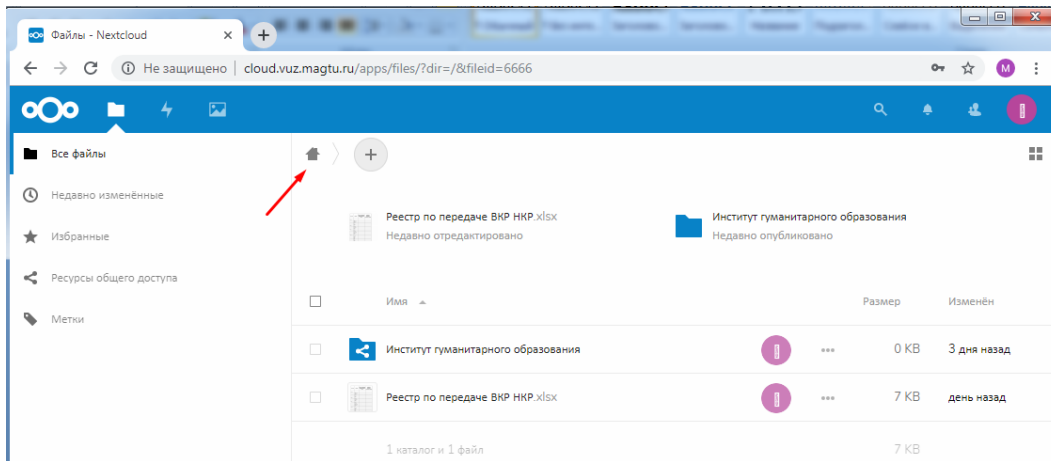 Файлы - Nextcloud
Не защищено cloud.vuz.magtu.ru/apps/files/?dir=/&fileid=6666
M
Все файлы
Недавно изменённые
Избранные
Ресурсы общего доступа
Метки
Реестр по передаче ВКР НКР.xlsx
Недавно отредактировано
Институт гуманитарного образования
Недавно опубликовано
Имя Размер Изменён
Институт гуманитарного образования 0 KB 3 дня назад
Реестр по передаче ВКР НКР.xlsx 7 KB день назад
1 каталог и 1 файл 7 KB